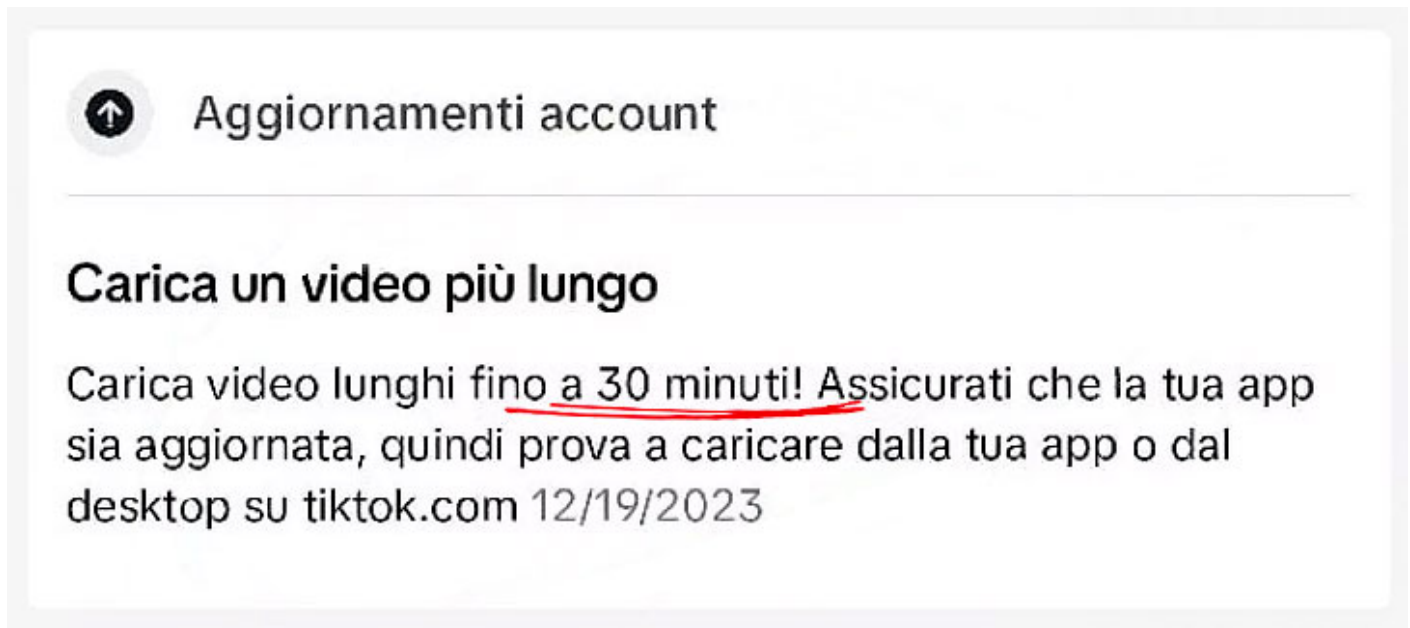 Aggiornamenti account
Carica un video più lungo
Carica video lunghi fino a 30 minuti! Assicurati che la tua app
sia aggiornata, quindi prova a caricare dalla tua app o dal
desktop su tiktok.com 12/19/2023